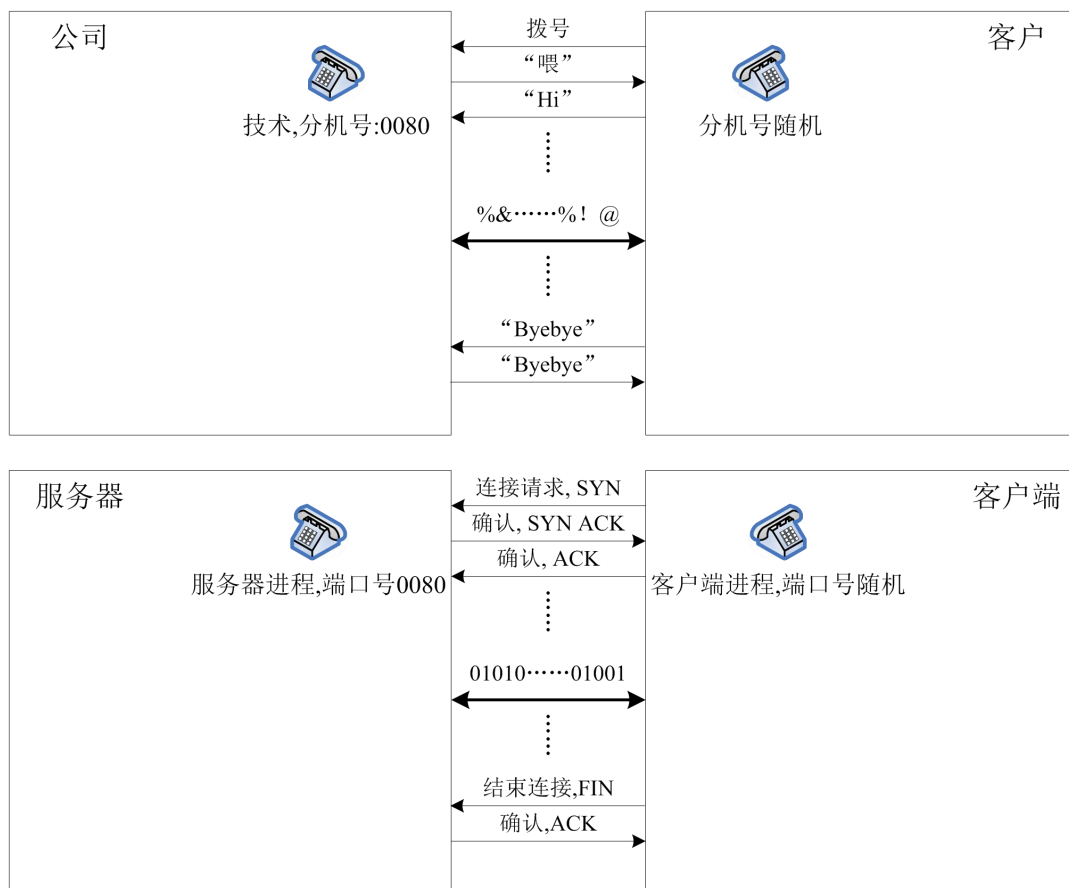 公司
客户
拨号
“喂”
“Hi”
技术,分机号:0080
分机号随机
%&……%！@
“Byebye”
“Byebye”
服务器
客户端
连接请求, SYN
确认, SYN ACK
确认, ACK
服务器进程,端口号0080
客户端进程,端口号随机
01010……01001
结束连接,FIN
确认,ACK